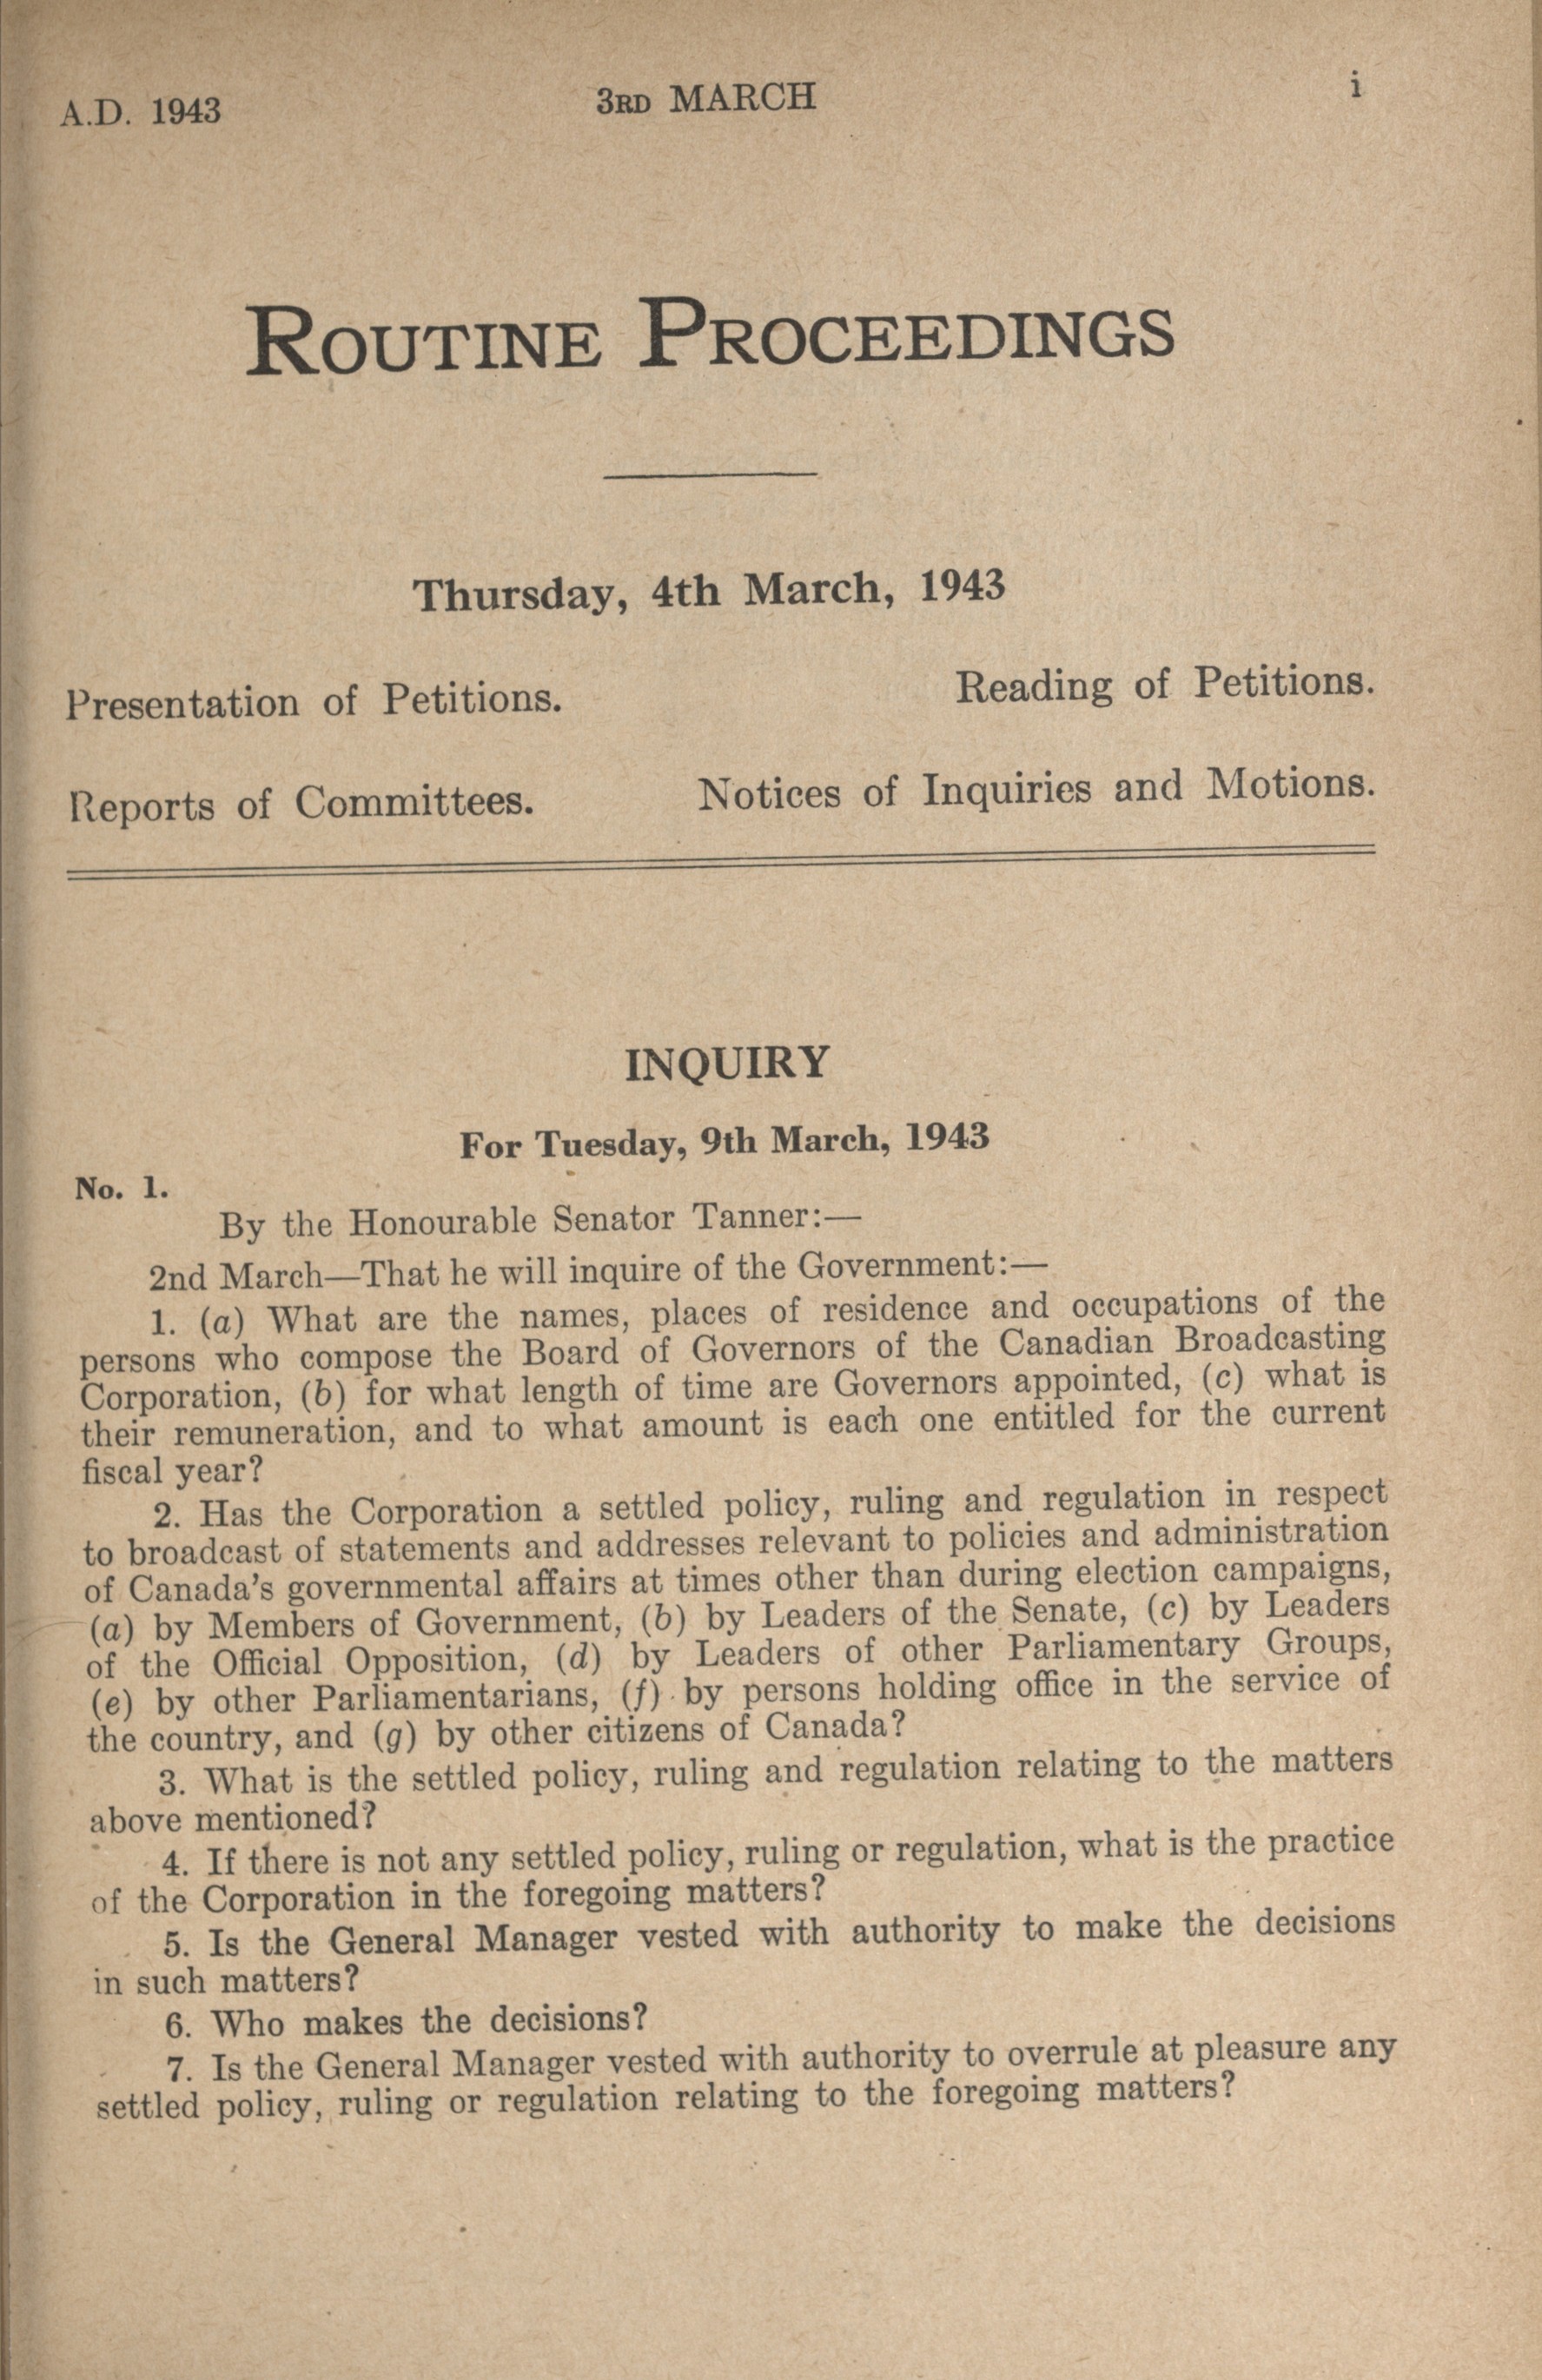 A.D. 1943 3RD MARCH i
ROUTINE PROCEEDINGS
Thursday, 4th March, 1943
Presentation of Petitions. Reading of Petitions.
Reports of Committees. Notices of Inquiries and Motions.
INQUIRY
For Tuesday, 9th March, 1943
No. 1.
By the Honourable Senator Tanner:—
2nd March—That he will inquire of the Government:—
1. (a) What are the names, places of residence and occupations of the
persons who compose the Board of Governors of the Canadian Broadcasting
Corporation, (b) for what length of time are Governors appointed, (c) what is
their remuneration, and to what amount is each one entitled for the current
fiscal year?
2. Has the Corporation a settled policy, ruling and regulation in respect
to broadcast of statements and addresses relevant to policies and administration
of Canada's governmental affairs at times other than during election campaigns,
(a) by Members of Government, (b) by Leaders of the Senate, (c) by Leaders
of the Official Opposition, (d) by Leaders of other Parliamentary Groups,
(e) by other Parliamentarians, (f) by persons holding office in the service of
the country, and (g) by other citizens of Canada?
3. What is the settled policy, ruling and regulation relating to the matters
above mentioned?
4. If there is not any settled policy, ruling or regulation, what is the practice
of the Corporation in the foregoing matters?
5. Is the General Manager vested with authority to make the decisions
in such matters?
6. Who makes the decisions?
7. Is the General Manager vested with authority to overrule at pleasure any
settled policy, ruling or regulation relating to the foregoing matters?